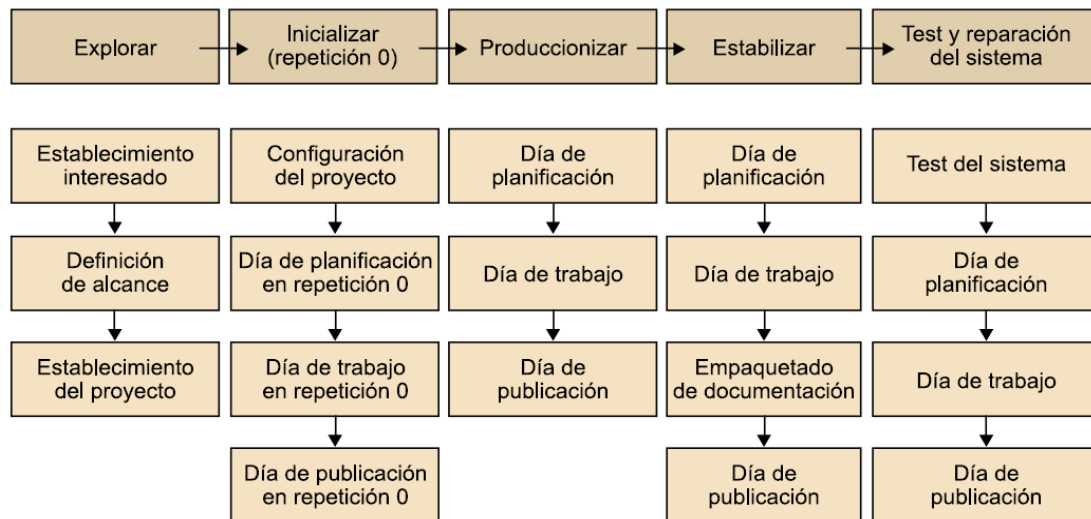 Explorar
Inicializar
(repetición 0)
Produccionizar
Estabilizar
Test y reparación
del sistema
Establecimiento
interesado
Configuración
del proyecto
Día de
planificación
Día de
planificación
Test del sistema
Definición
de alcance
Día de planificación
en repetición 0
Día de trabajo
Día de trabajo
Día de
planificación
Establecimiento
del proyecto
Día de trabajo
en repetición 0
Día de
publicación
Empaquetado
de documentación
Día de trabajo
Día de publicación
en repetición 0
Día de
publicación
Día de
publicación